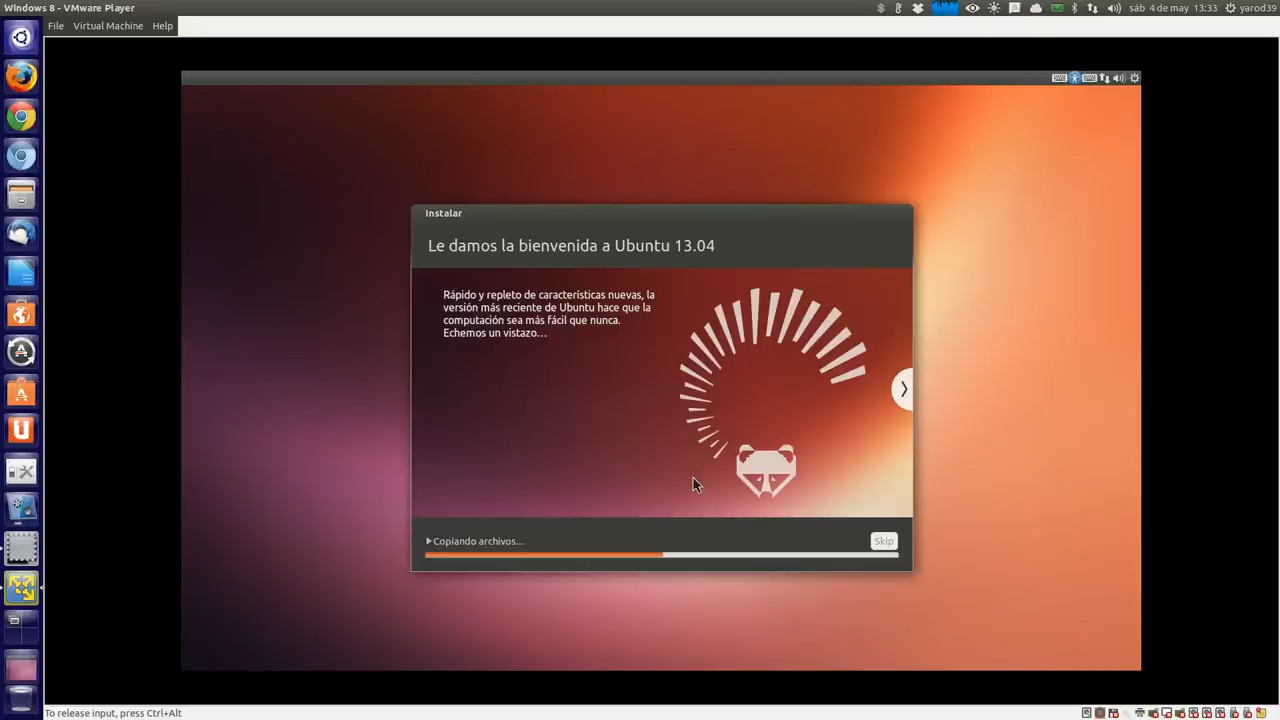 Windows 8 - VMware Player
sáb 4 de may 13:33
yarod39
File Virtual Machine Help
Instalar
Le damos la bienvenida a Ubuntu 13.04
Rápido y repleto de características nuevas, la
versión más reciente de Ubuntu hace que la
computación sea más fácil que nunca.
Echemos un vistazo...
Copiando archivos...
Skip
To release input, press Ctrl+Alt